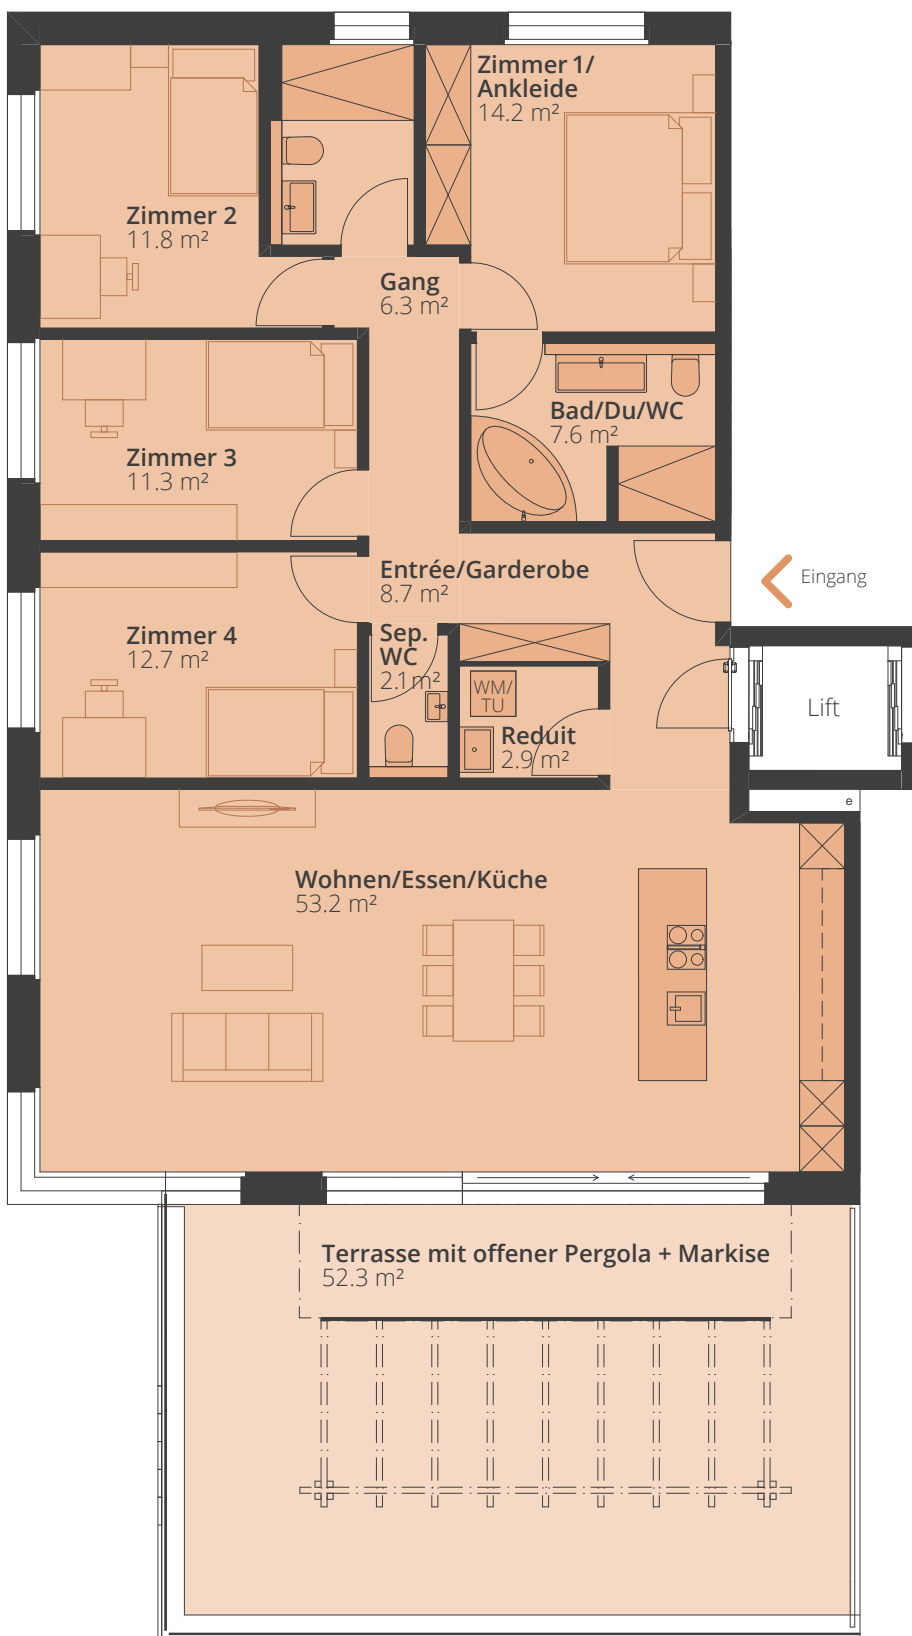 Zimmer 1/
Ankleide
14.2 m²
Zimmer 2
11.8 m²
Gang
6.3 m²
Bad/Du/WC
7.6 m²
Zimmer 3
11.3 m²
Entrée/Garderobe
8.7 m²
Eingang
Zimmer 4
12.7 m²
Sep.
WC
2.1m²
WM/
TU
Lift
Reduit
2.9 m²
e
Wohnen/Essen/Küche
53.2 m²
Terrasse mit offener Pergola + Markise
52.3 m²